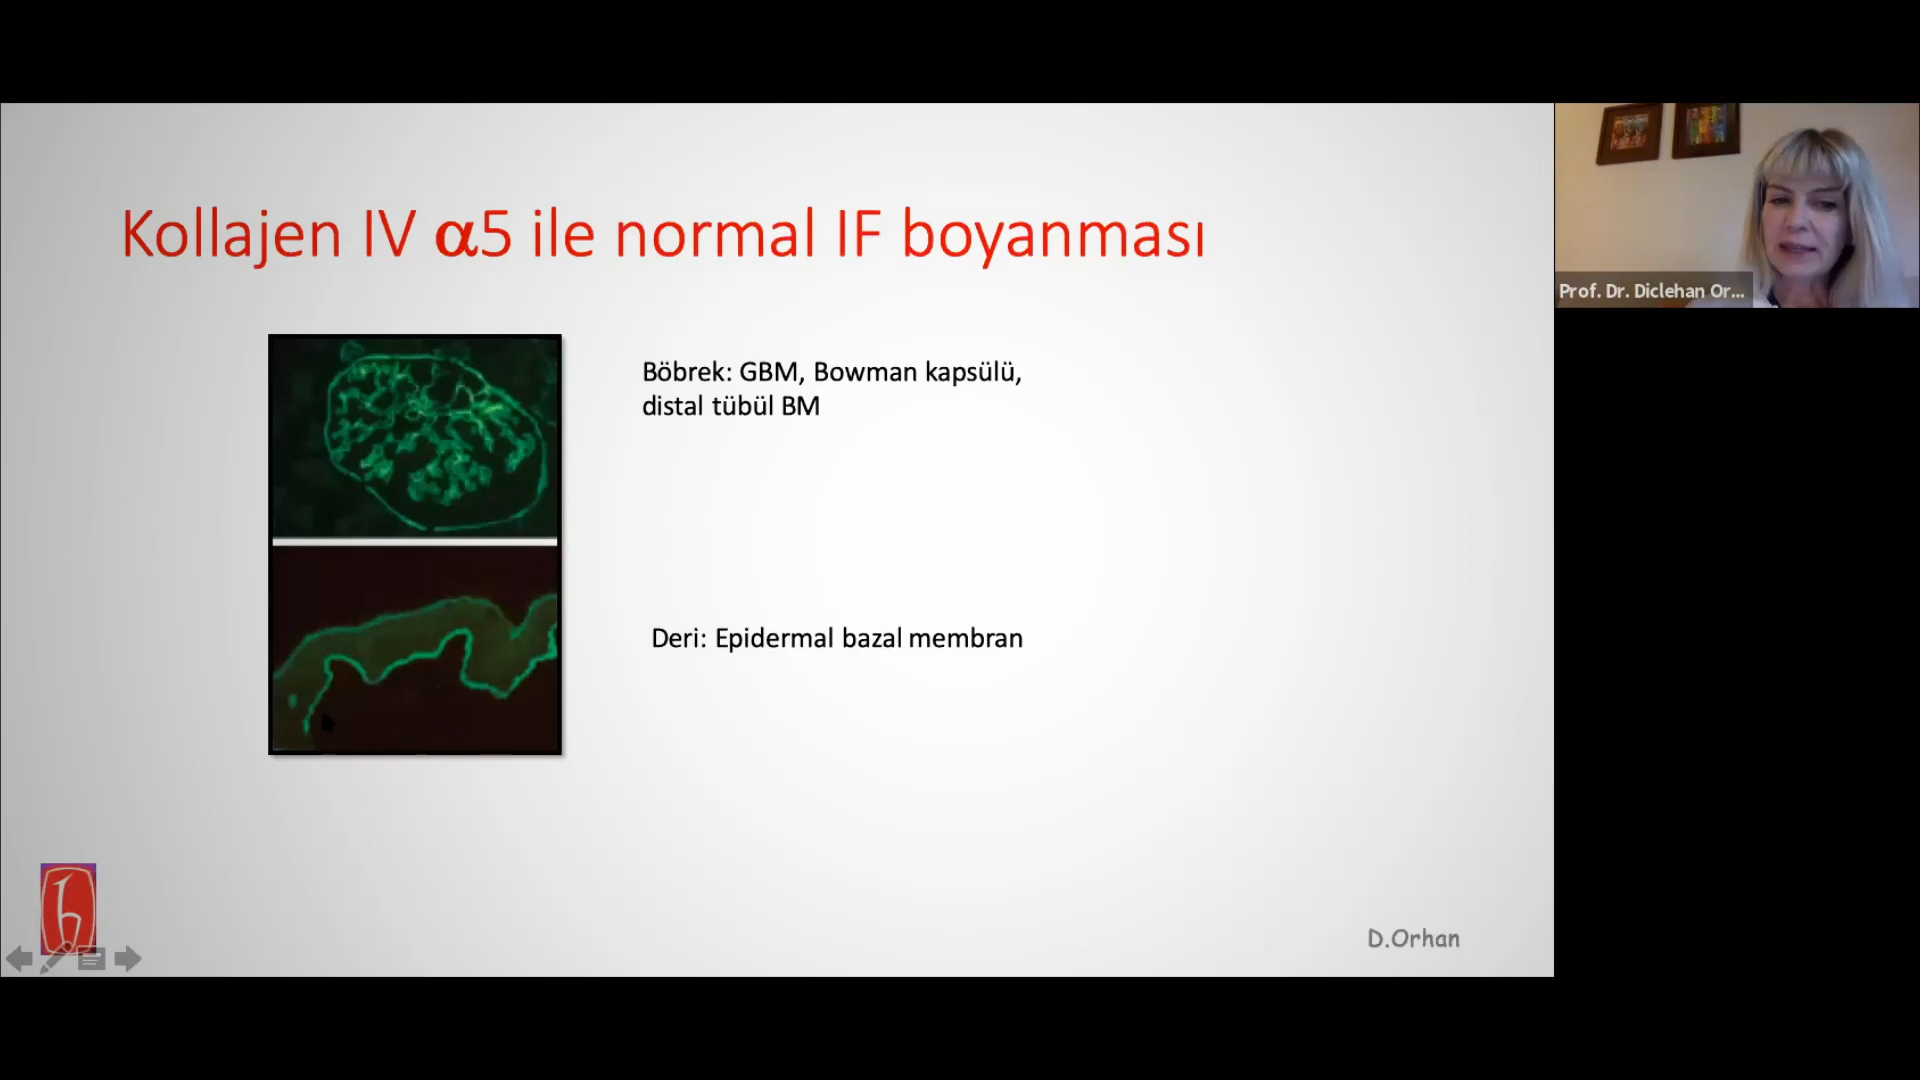 Kollajen IV α5 ile normal IF boyanması
Böbrek: GBM, Bowman kapsülü,
distal tübül BM
Deri: Epidermal bazal membran
D.Orhan
Prof. Dr. Diclehan Or...